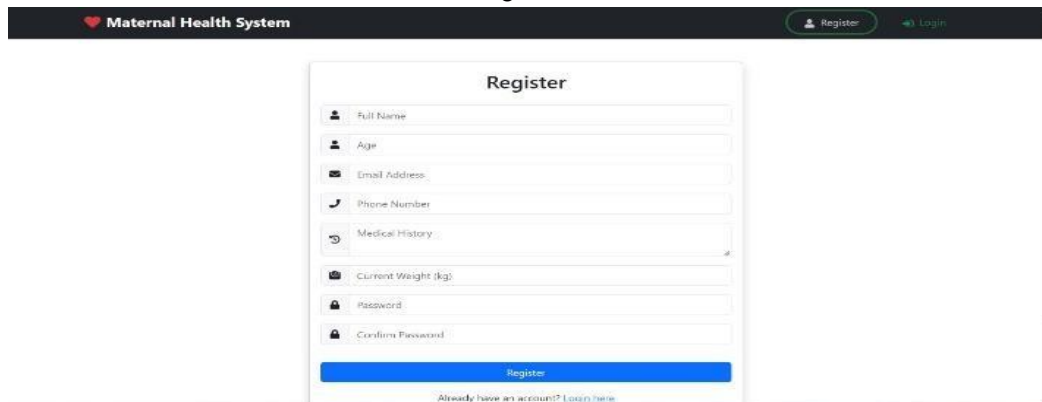 Maternal Health System
Register
Login
Register
Full Name
Age
Email Address
Phone Number
Medical History
Current Weight (kg)
Password
Confirm Password
Register
Already have an account? Login here